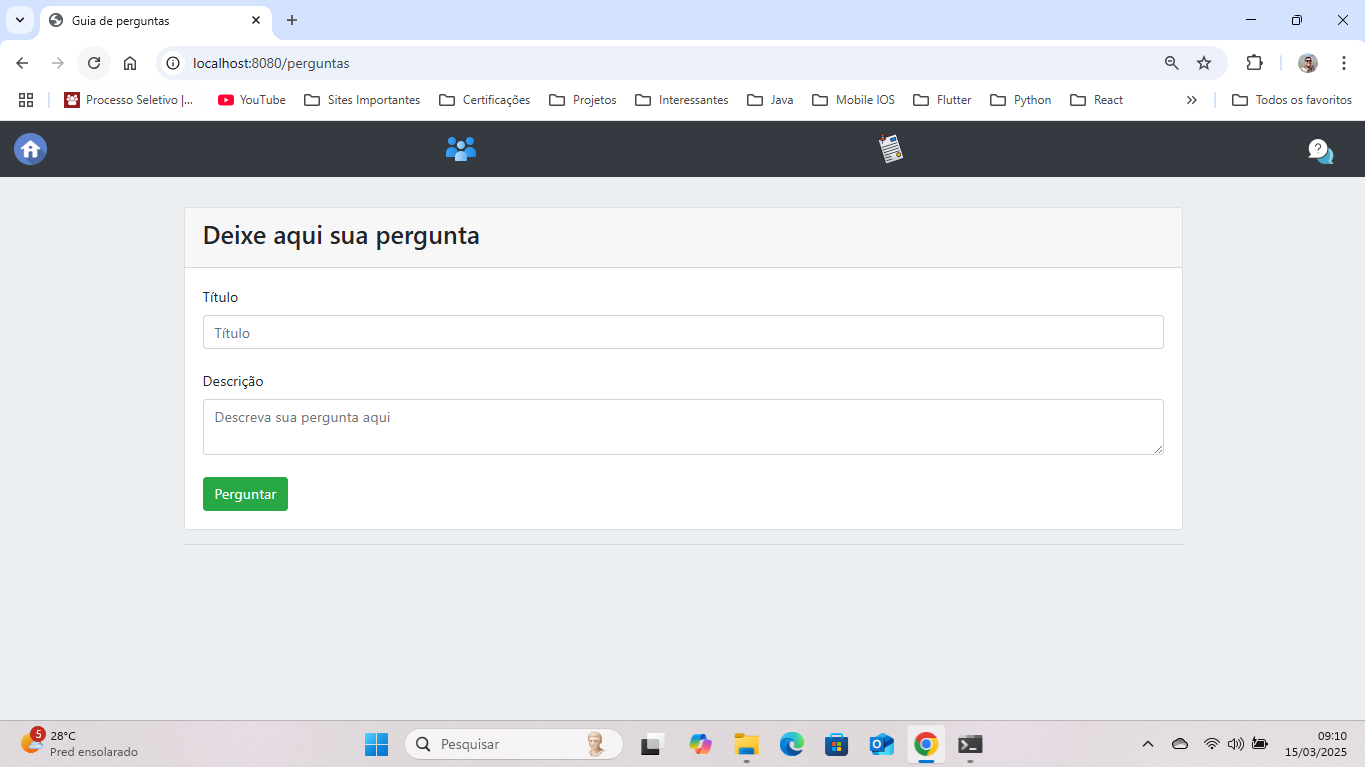 Guia de perguntas
localhost:8080/perguntas
Processo Seletivo |... YouTube Sites Importantes Certificações Projetos Interessantes Java Mobile IOS Flutter Python React Todos os favoritos
?
Deixe aqui sua pergunta
Título
Título
Descrição
Descreva sua pergunta aqui
Perguntar
5
28°C
Pred ensolarado
Pesquisar
09:10
15/03/2025